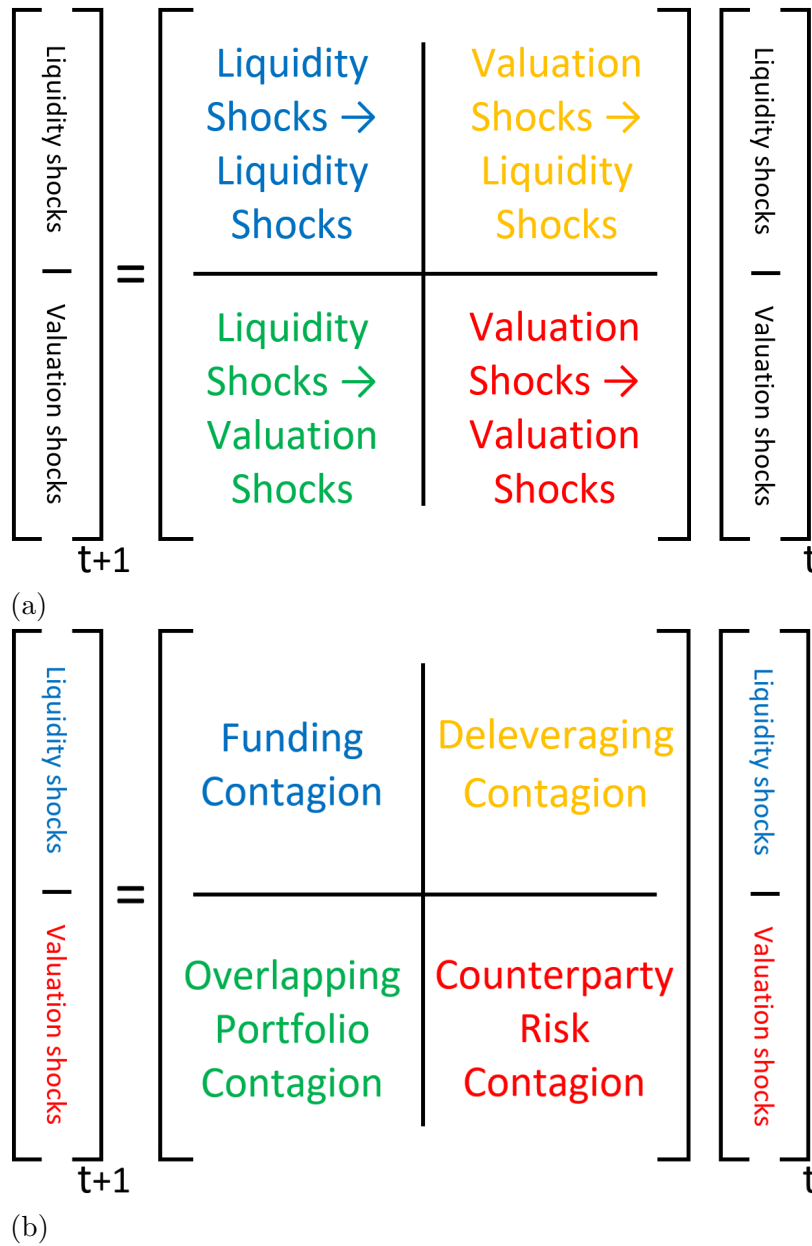 Liquidity shocks | Valuation shocks
t+1
=
Liquidity
Shocks →
Liquidity
Shocks
Valuation
Shocks →
Liquidity
Shocks
Liquidity
Shocks →
Valuation
Shocks
Valuation
Shocks →
Valuation
Shocks
Liquidity shocks | Valuation shocks
t
(a)
Liquidity shocks | Valuation shocks
t+1
=
Funding
Contagion
Deleveraging
Contagion
Overlapping
Portfolio
Contagion
Counterparty
Risk
Contagion
Liquidity shocks | Valuation shocks
t
(b)